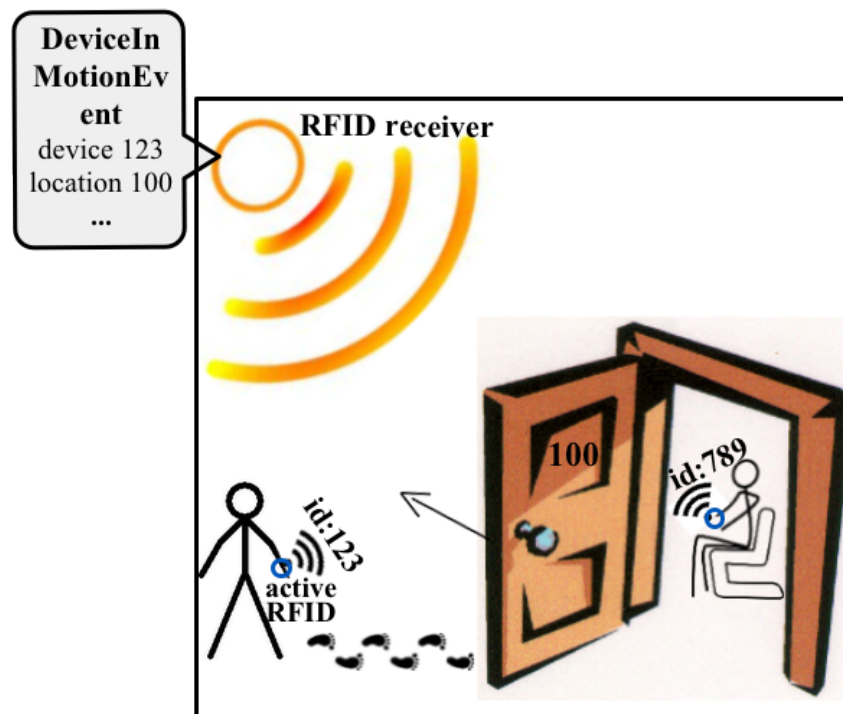 DeviceIn
MotionEv
ent
device 123
location 100
...
RFID receiver
100
id:789
id:123
active
RFID